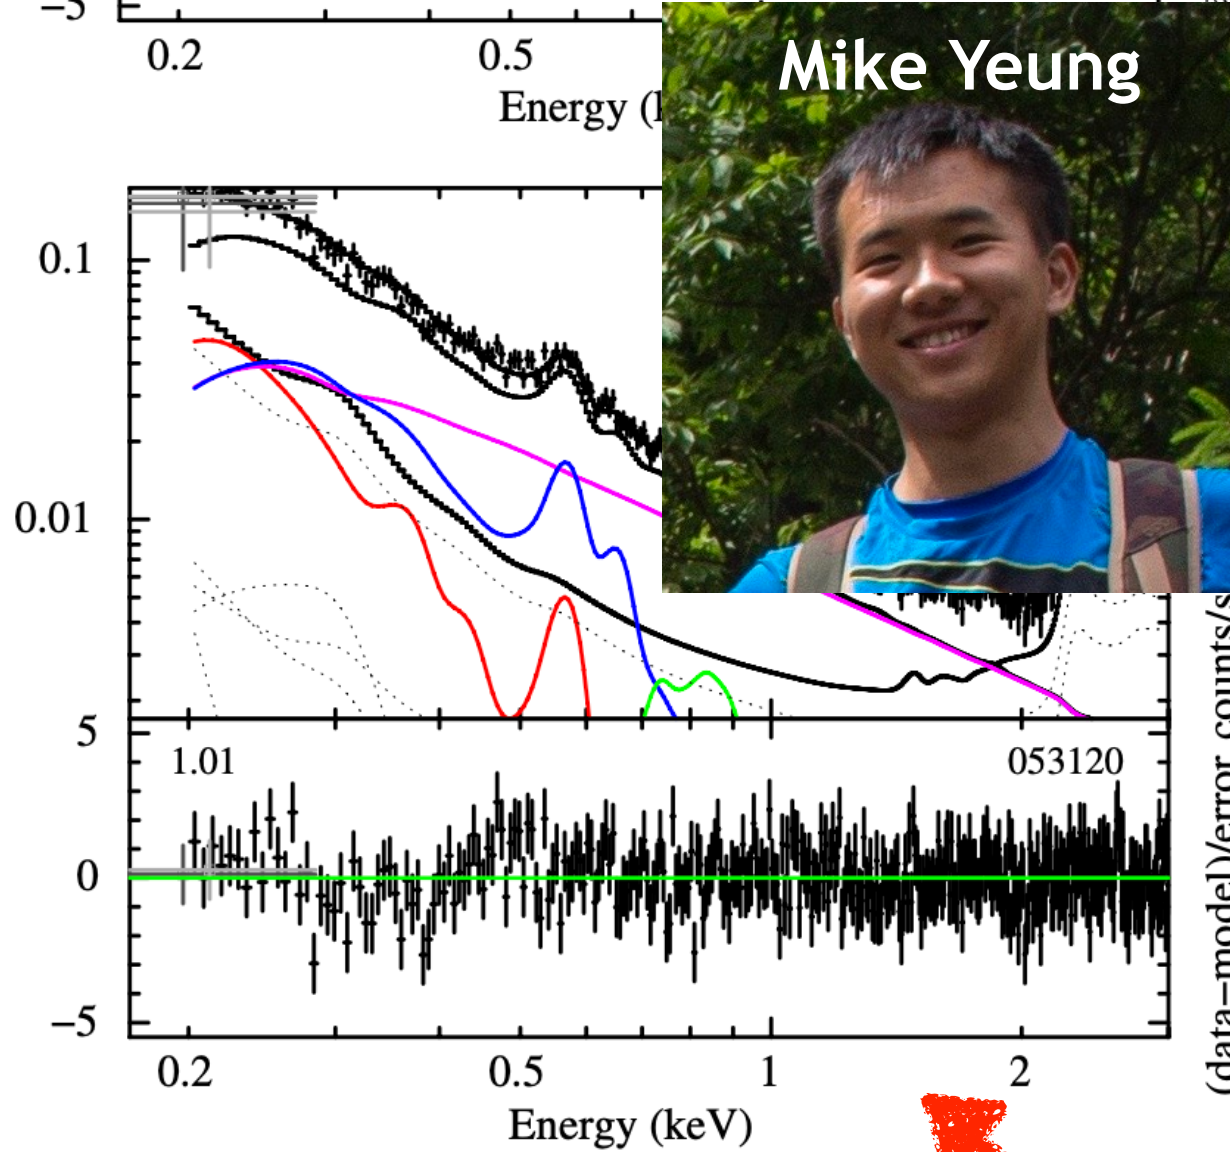 −5
0.2 0.5
Energy (k
Mike Yeung
0.1
0.01
5
1.01 053120
0
−5
0.2 0.5 1 2
Energy (keV)
(data−model)/error counts/s